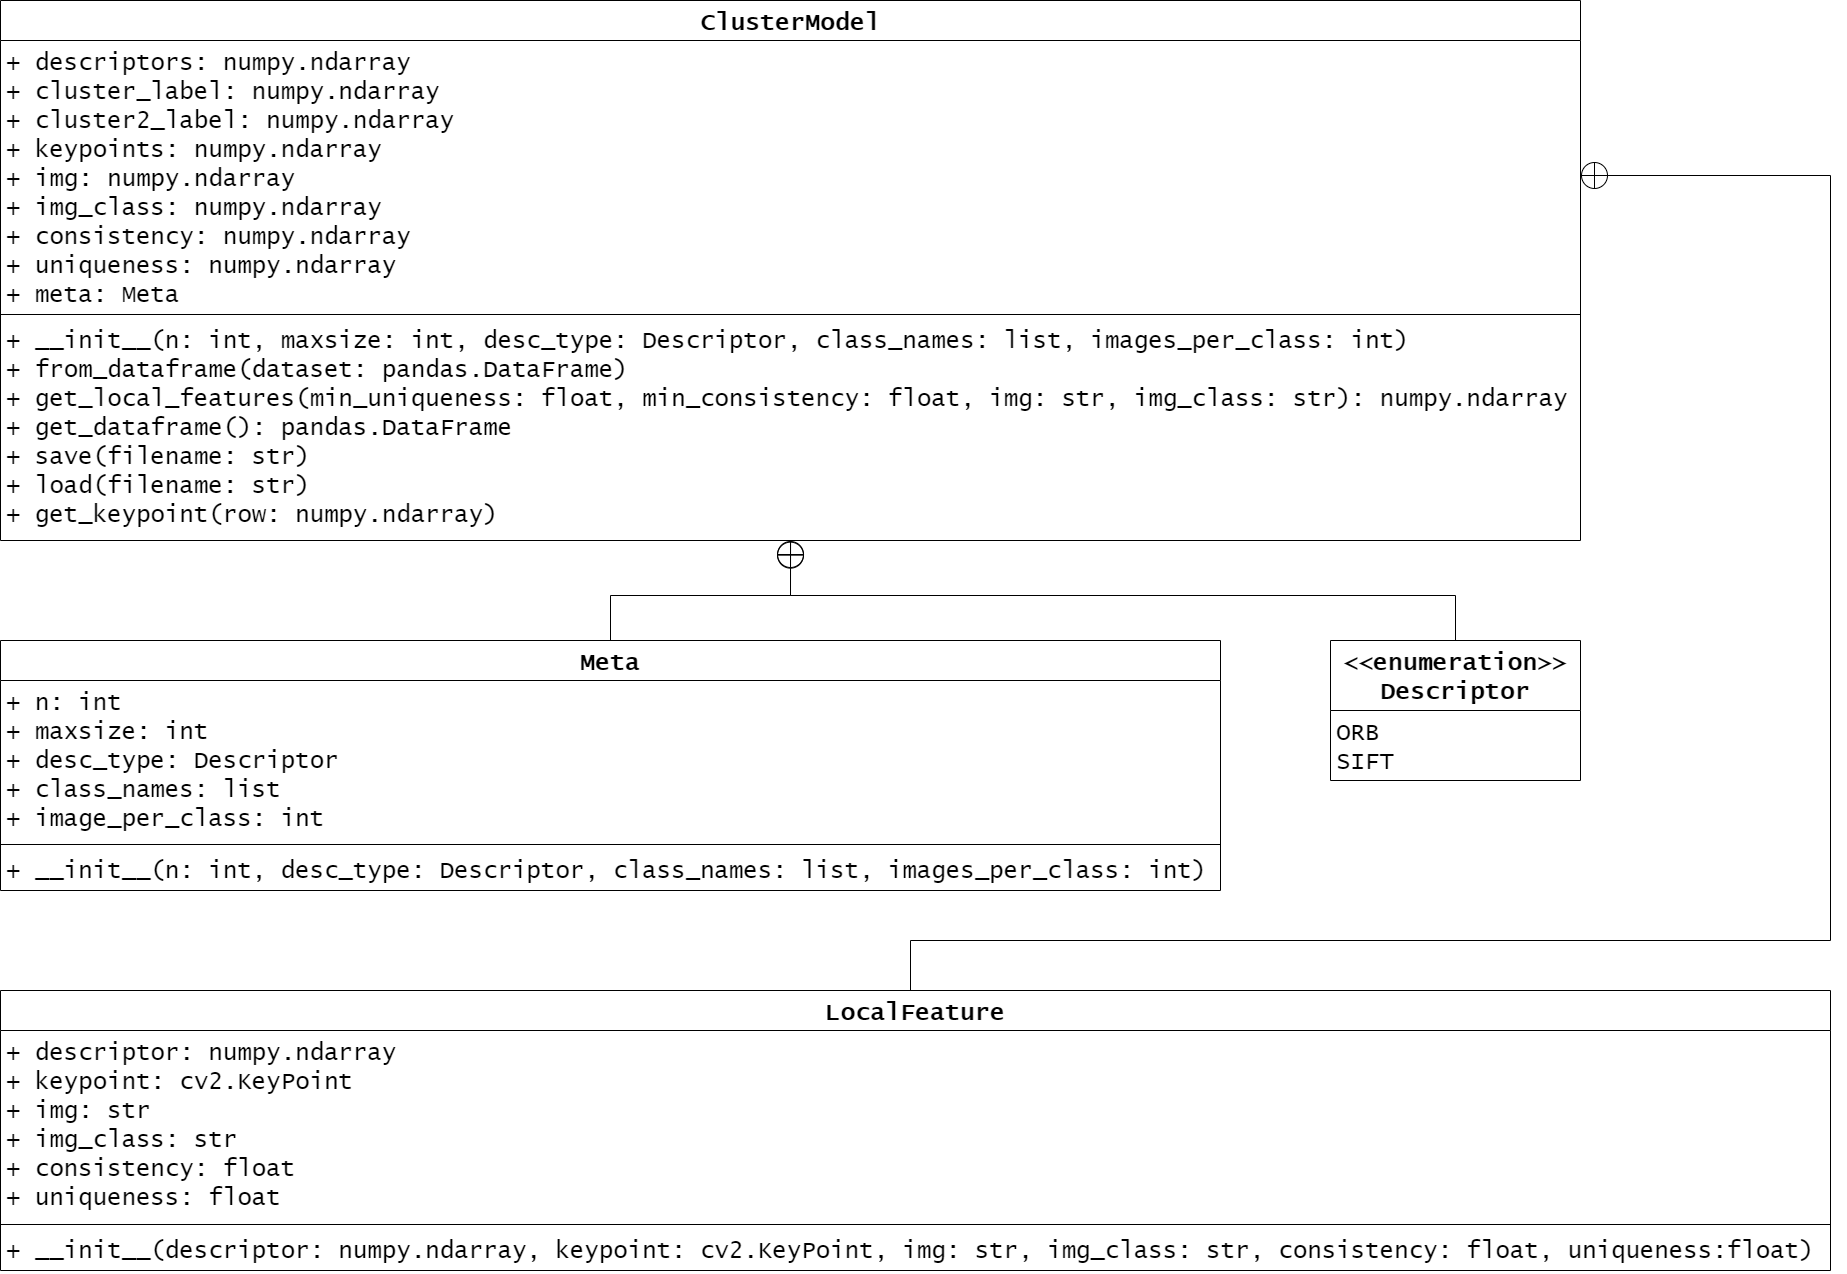 ClusterModel
+ descriptors: numpy.ndarray
+ cluster_label: numpy.ndarray
+ cluster2_label: numpy.ndarray
+ keypoints: numpy.ndarray
+ img: numpy.ndarray
+ img_class: numpy.ndarray
+ consistency: numpy.ndarray
+ uniqueness: numpy.ndarray
+ meta: Meta
+ __init__(n: int, maxsize: int, desc_type: Descriptor, class_names: list, images_per_class: int)
+ from_dataframe(dataset: pandas.DataFrame)
+ get_local_features(min_uniqueness: float, min_consistency: float, img: str, img_class: str): numpy.ndarray
+ get_dataframe(): pandas.DataFrame
+ save(filename: str)
+ load(filename: str)
+ get_keypoint(row: numpy.ndarray)
Meta
+ n: int
+ maxsize: int
+ desc_type: Descriptor
+ class_names: list
+ image_per_class: int
+ __init__(n: int, desc_type: Descriptor, class_names: list, images_per_class: int)
<<enumeration>>
Descriptor
ORB
SIFT
LocalFeature
+ descriptor: numpy.ndarray
+ keypoint: cv2.KeyPoint
+ img: str
+ img_class: str
+ consistency: float
+ uniqueness: float
+ __init__(descriptor: numpy.ndarray, keypoint: cv2.KeyPoint, img: str, img_class: str, consistency: float, uniqueness:float)